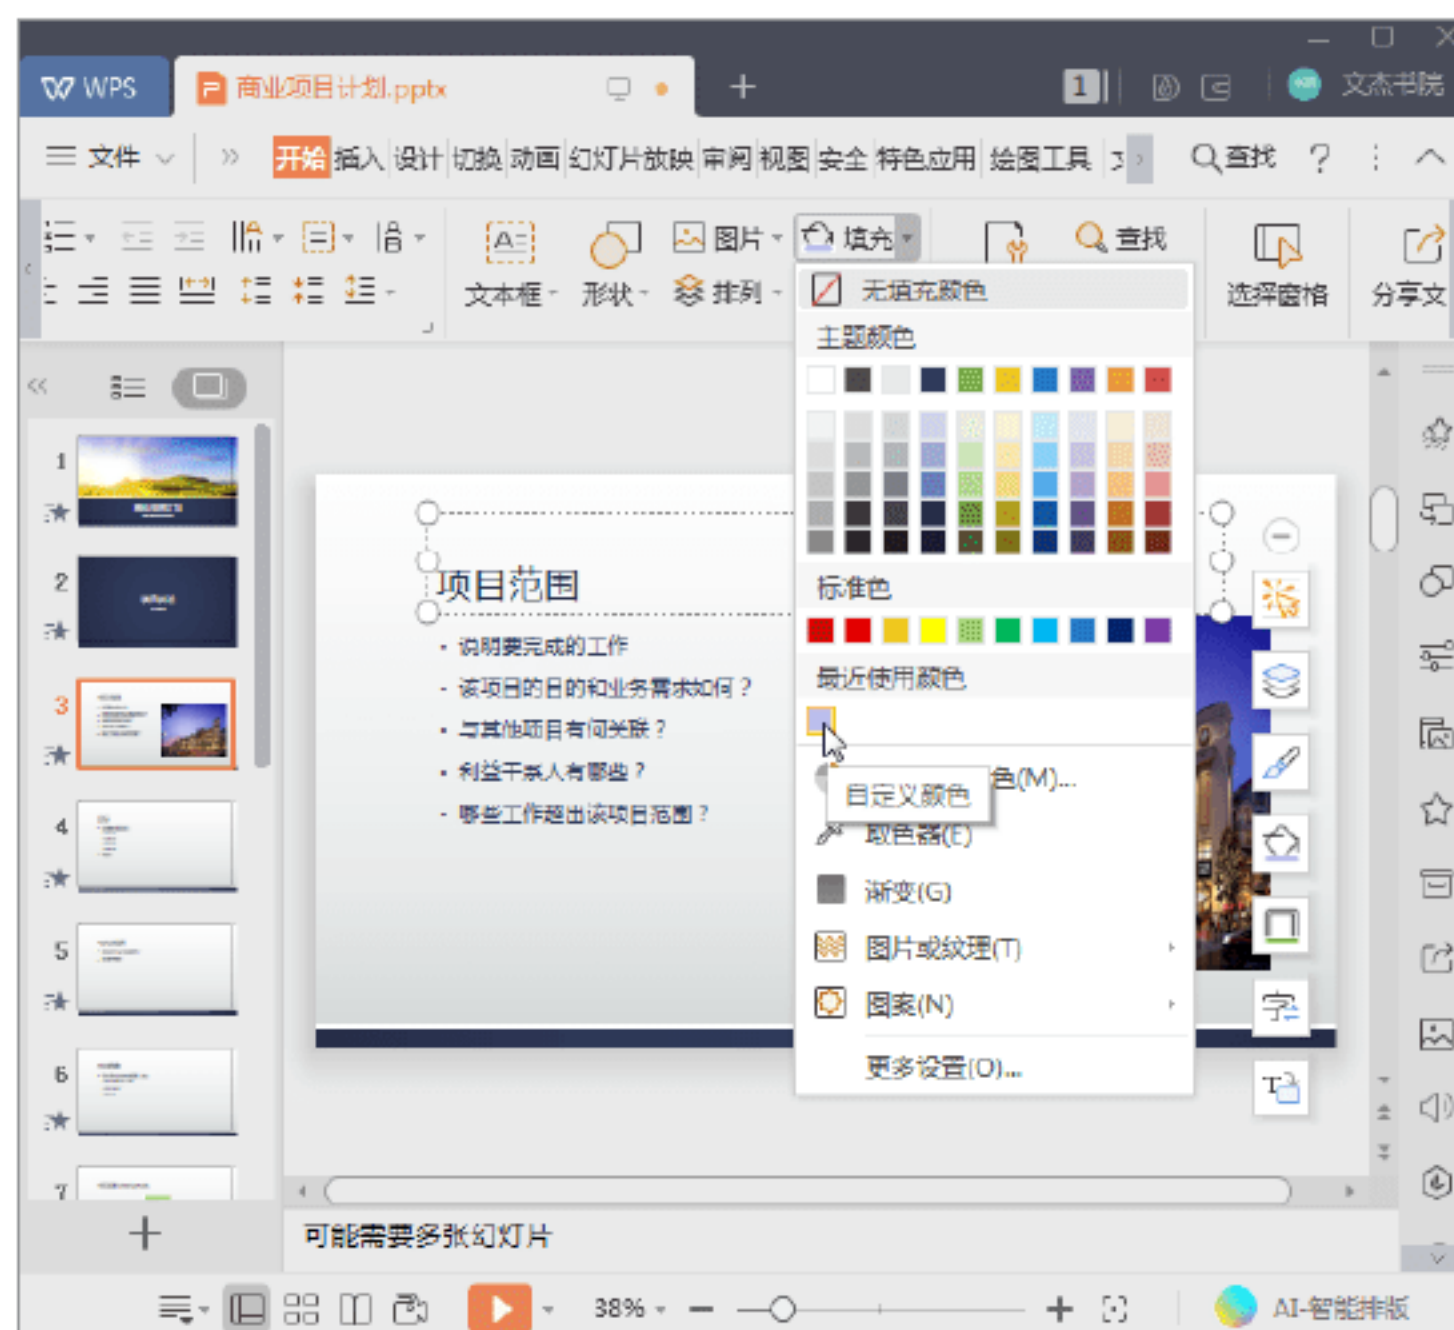 WPS 商业项目计划.pptx 1 文杰书院
文件 开始 插入 设计 切换 动画 幻灯片放映 审阅 视图 安全 特色应用 绘图工具 查找 ?
图片 填充 查找
文本框 形状 排列 选择窗格 分享文
无填充颜色
主题颜色
标准色
最近使用颜色
自定义颜色 色(M)...
取色器(E)
渐变(G)
图片或纹理(T)
图案(N)
更多设置(O)...
1
2
3
4
5
6
7
项目范围
• 说明要完成的工作
• 该项目的目的和业务需求如何？
• 与其他项目有何关联？
• 利益干系人有哪些？
• 哪些工作超出该项目范围？
可能需要多张幻灯片
38% AI-智能排版